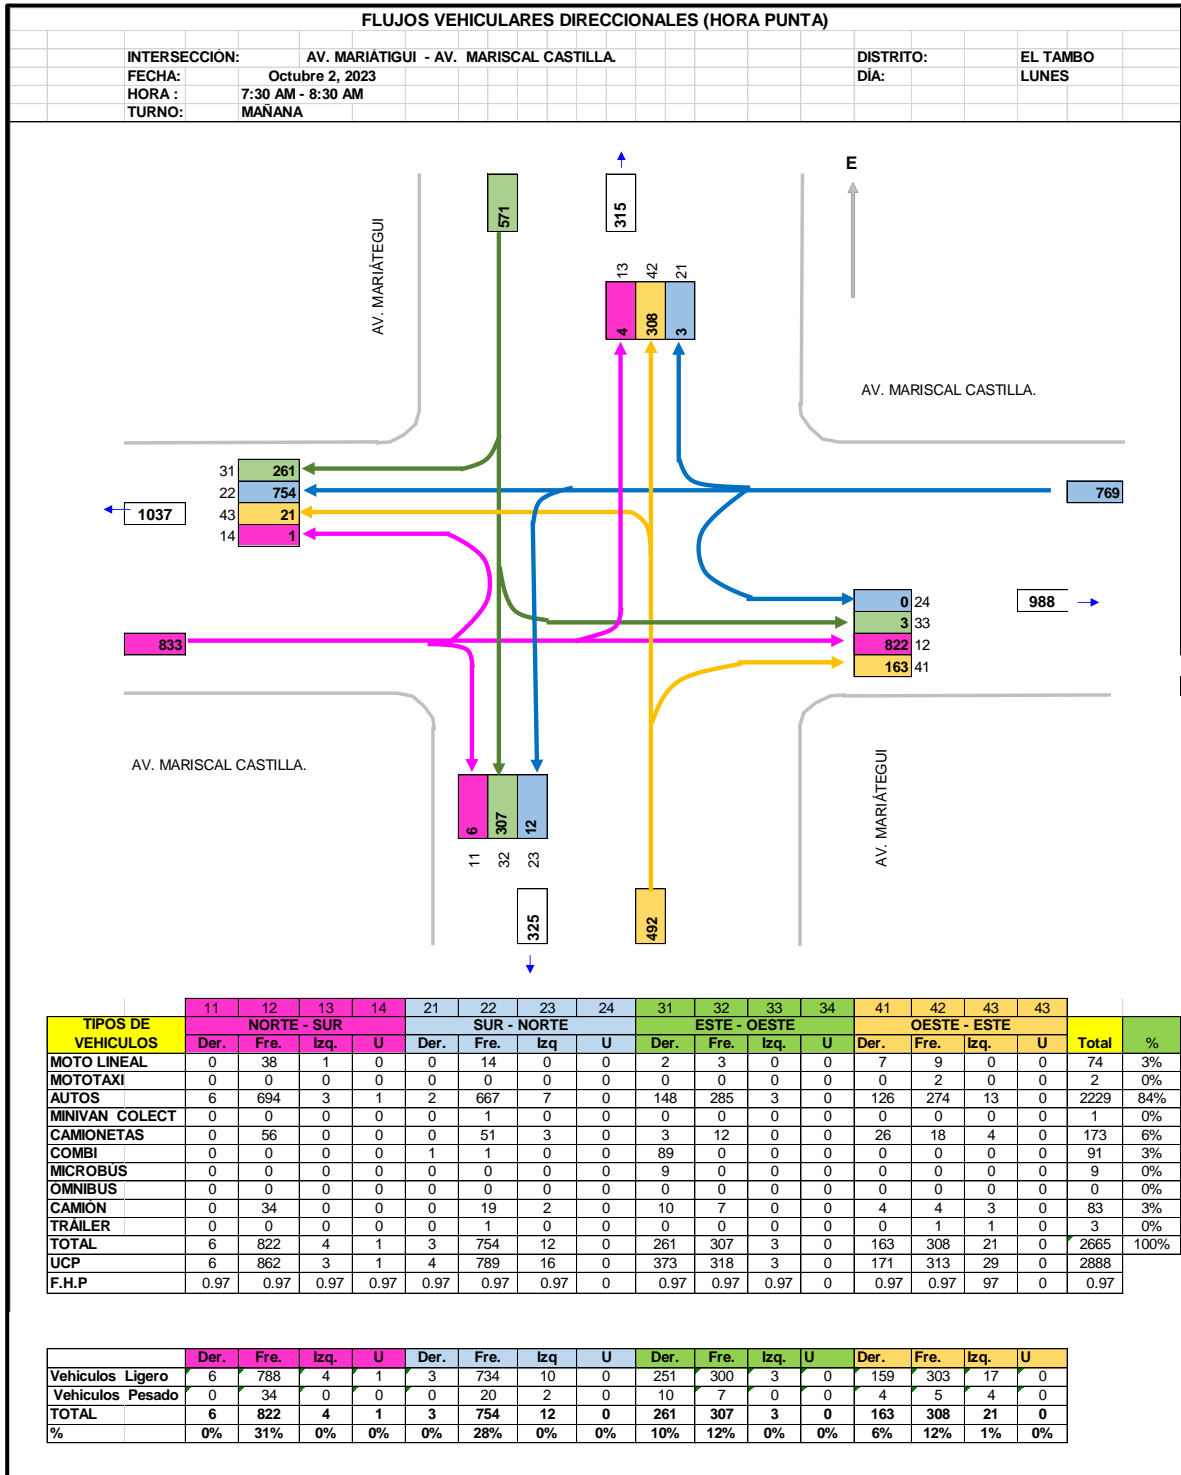 FLUJOS VEHICULARES DIRECCIONALES (HORA PUNTA)
INTERSECCIÓN: AV. MARIÁTIGUI - AV. MARISCAL CASTILLA. DISTRITO: EL TAMBO
FECHA: Octubre 2, 2023 DÍA: LUNES
HORA : 7:30 AM - 8:30 AM
TURNO: MAÑANA
E
571
315
AV. MARIÁTEGUI
13 42 21
4 308 3
AV. MARISCAL CASTILLA.
31 261
22 754
769
1037
43 21
14 1
0 24
988
3 33
833
822 12
163 41
AV. MARISCAL CASTILLA.
AV. MARIÁTEGUI
6 307 12
11 32 23
325
492
11 12 13 14 21 22 23 24 31 32 33 34 41 42 43 43
TIPOS DE VEHICULOS NORTE - SUR SUR - NORTE ESTE - OESTE OESTE - ESTE
Der. Fre. Izq. U Der. Fre. Izq U Der. Fre. Izq. U Der. Fre. Izq. U Total %
MOTO LINEAL 0 38 1 0 0 14 0 0 2 3 0 0 7 9 0 0 74 3%
MOTOTAXI 0 0 0 0 0 0 0 0 0 0 0 0 0 2 0 0 2 0%
AUTOS 6 694 3 1 2 667 7 0 148 285 3 0 126 274 13 0 2229 84%
MINIVAN COLECT 0 0 0 0 0 1 0 0 0 0 0 0 0 0 0 0 1 0%
CAMIONETAS 0 56 0 0 0 51 3 0 3 12 0 0 26 18 4 0 173 6%
COMBI 0 0 0 0 1 1 0 0 89 0 0 0 0 0 0 0 91 3%
MICROBÚS 0 0 0 0 0 0 0 0 9 0 0 0 0 0 0 0 9 0%
ÓMNIBUS 0 0 0 0 0 0 0 0 0 0 0 0 0 0 0 0 0 0%
CAMIÓN 0 34 0 0 0 19 2 0 10 7 0 0 4 4 3 0 83 3%
TRÁILER 0 0 0 0 0 1 0 0 0 0 0 0 0 1 1 0 3 0%
TOTAL 6 822 4 1 3 754 12 0 261 307 3 0 163 308 21 0 2665 100%
UCP 6 862 3 1 4 789 16 0 373 318 3 0 171 313 29 0 2888
F.H.P 0.97 0.97 0.97 0.97 0.97 0.97 0.97 0 0.97 0.97 0.97 0 0.97 0.97 97 0 0.97
Der. Fre. Izq. U Der. Fre. Izq U Der. Fre. Izq. U Der. Fre. Izq. U
Vehiculos Ligero 6 788 4 1 3 734 10 0 251 300 3 0 159 303 17 0
Vehiculos Pesado 0 34 0 0 0 20 2 0 10 7 0 0 4 5 4 0
TOTAL 6 822 4 1 3 754 12 0 261 307 3 0 163 308 21 0
% 0% 31% 0% 0% 0% 28% 0% 0% 10% 12% 0% 0% 6% 12% 1% 0%